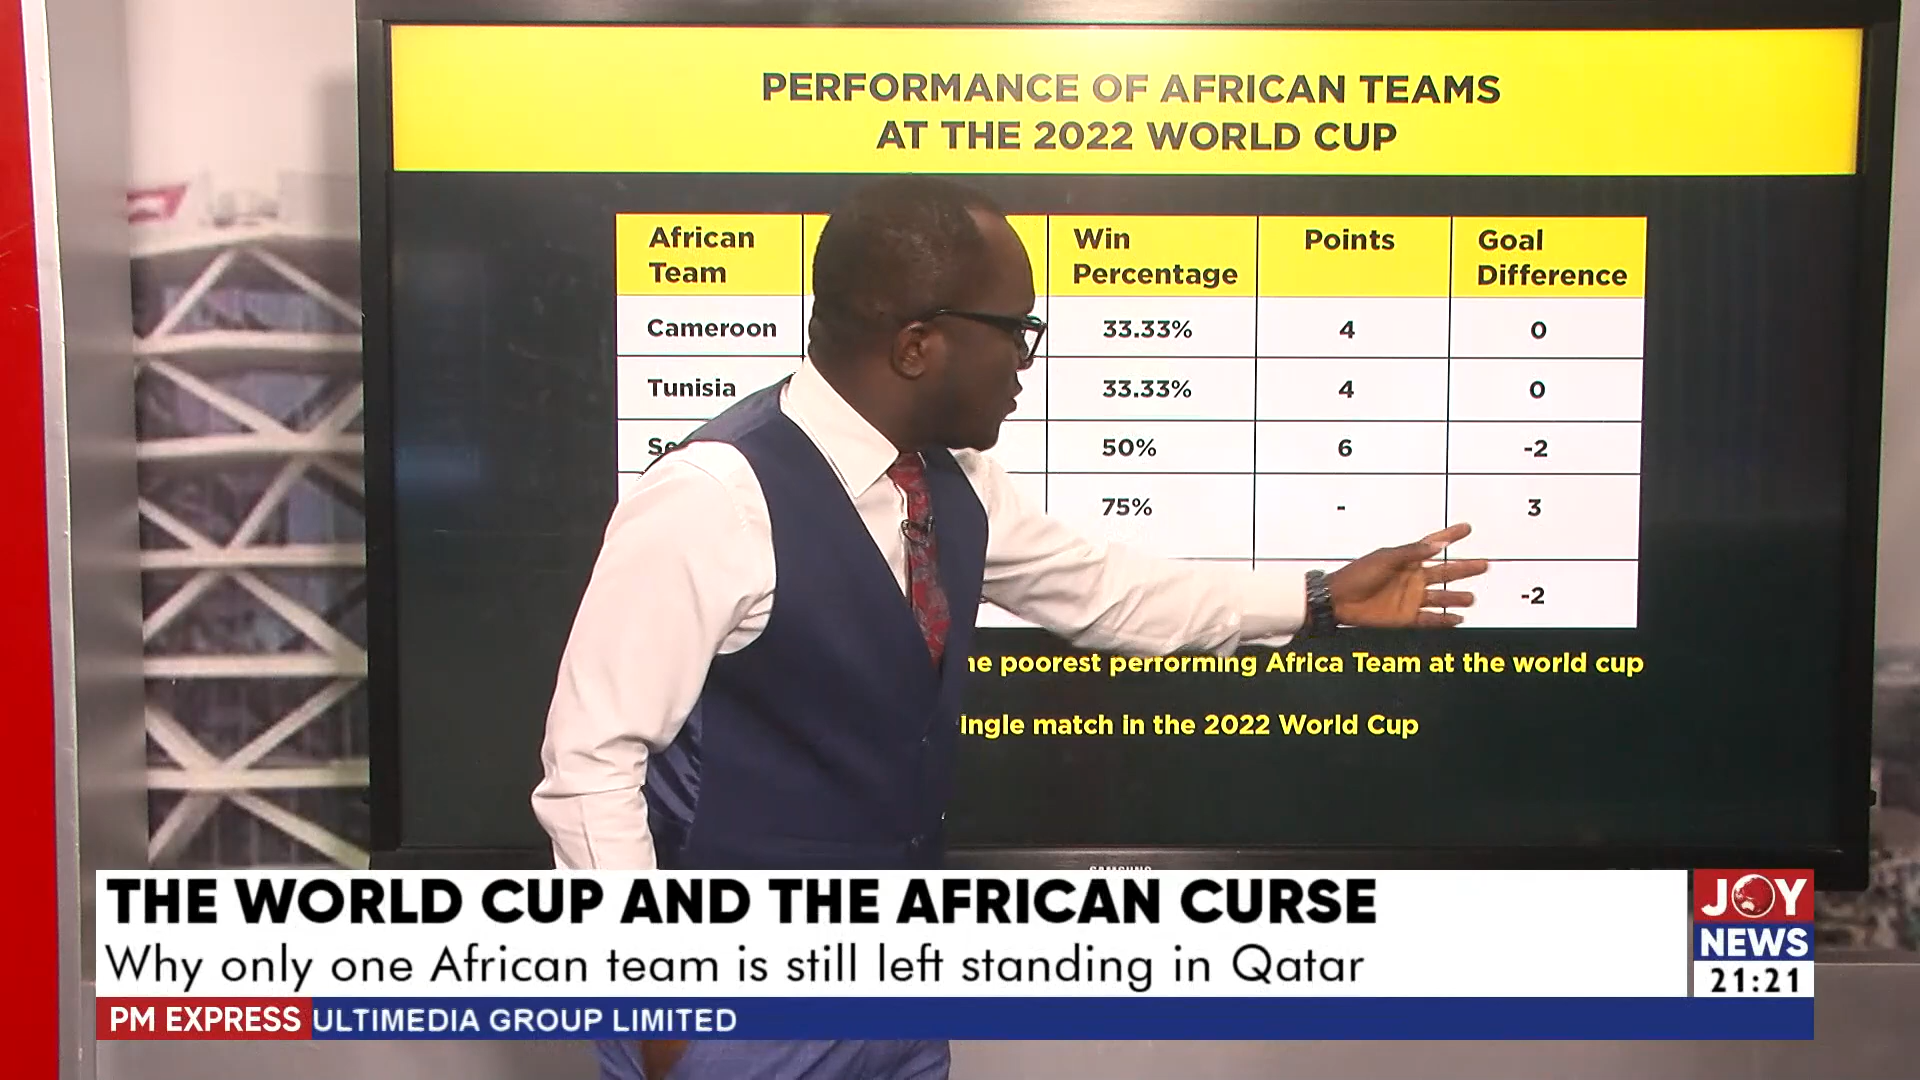 PERFORMANCE OF AFRICAN TEAMS
AT THE 2022 WORLD CUP
African Team Win Percentage Points Goal Difference
Cameroon 33.33% 4 0
Tunisia 33.33% 4 0
50% 6 -2
75% - 3
-2
poorest performing Africa Team at the world cup
match in the 2022 World Cup
SAMSUNG
THE WORLD CUP AND THE AFRICAN CURSE
Why only one African team is still left standing in Qatar
JOY
NEWS
21:21
PM EXPRESS ULTIMEDIA GROUP LIMITED